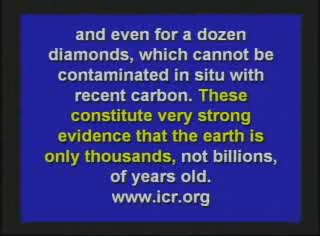 and even for a dozen
diamonds, which cannot be
contaminated in situ with
recent carbon. These
constitute very strong
evidence that the earth is
only thousands, not billions,
of years old.
www.icr.org